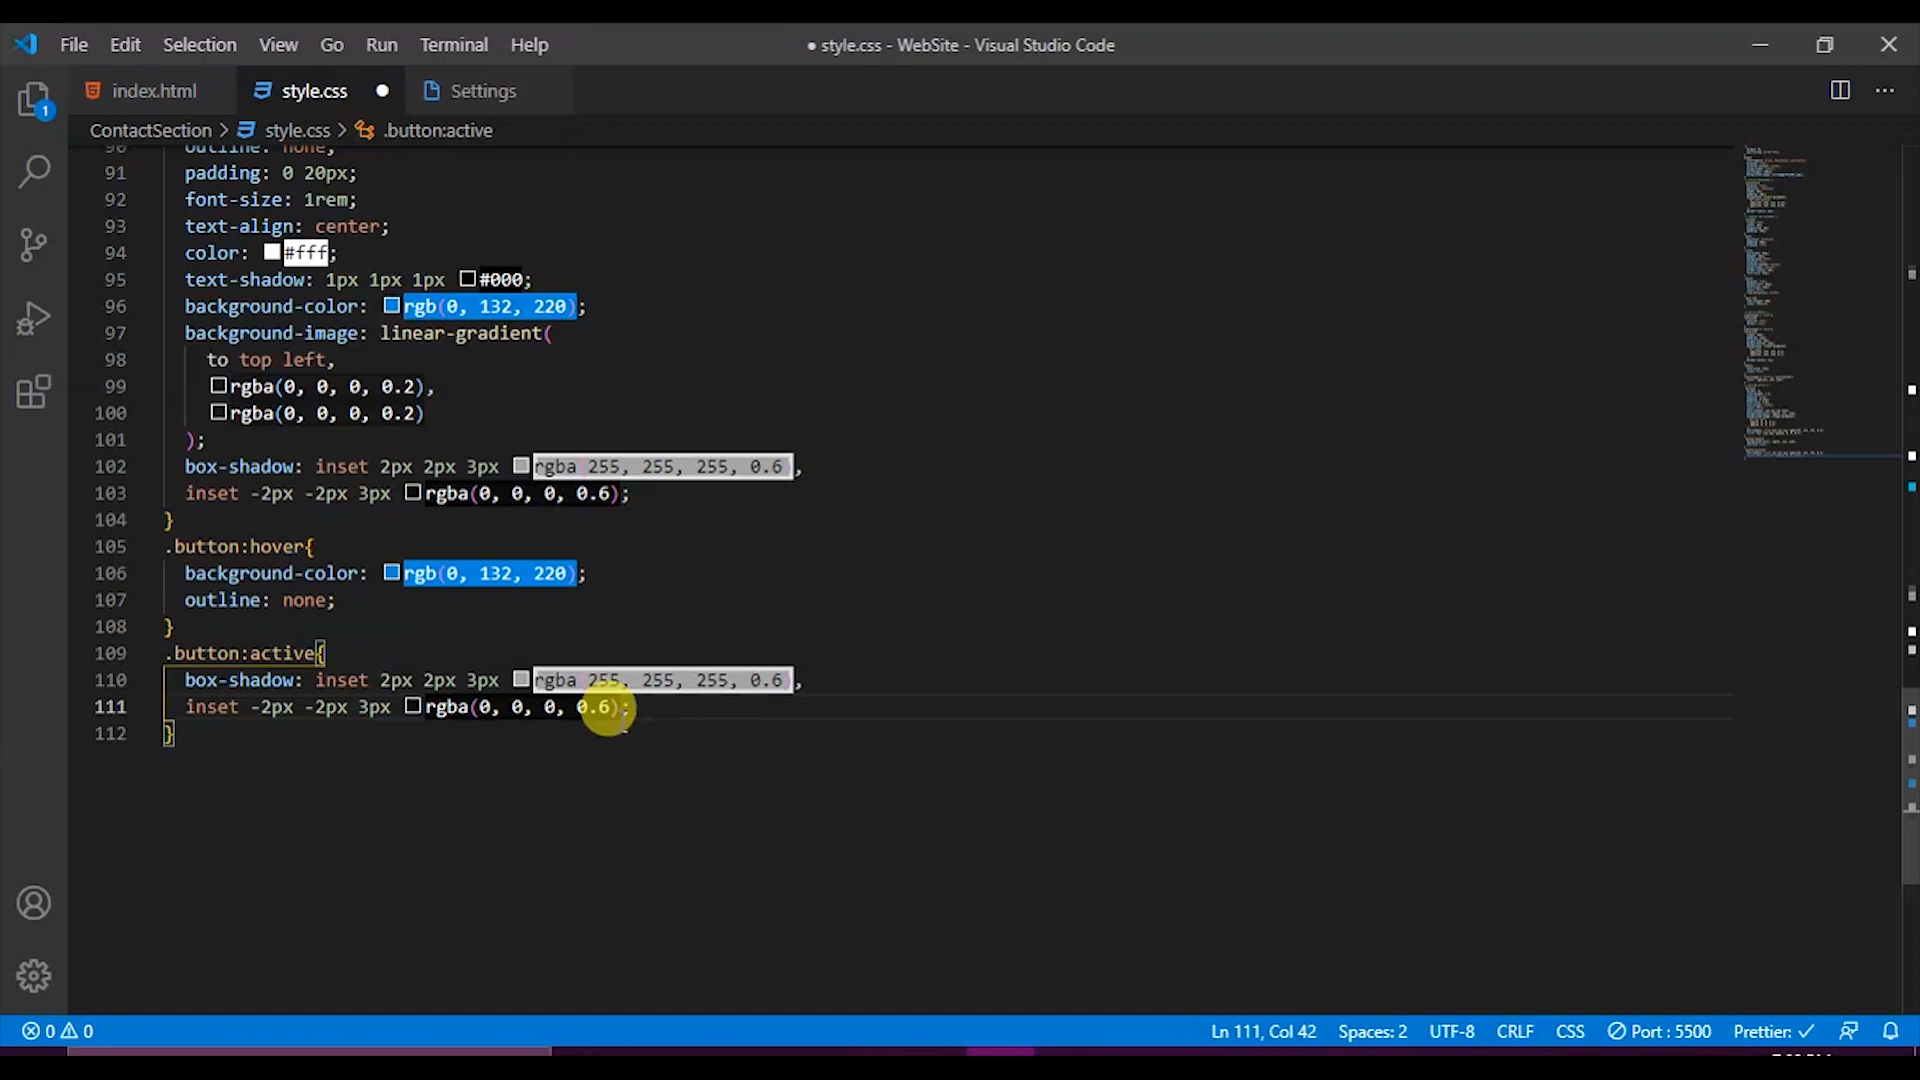 File Edit Selection View Go Run Terminal Help
● style.css - WebSite - Visual Studio Code
index.html style.css Settings
1
ContactSection > style.css > .button:active
90 outline: none;
91 padding: 0 20px;
92 font-size: 1rem;
93 text-align: center;
94 color: #fff;
95 text-shadow: 1px 1px 1px #000;
96 background-color: rgb(0, 132, 220);
97 background-image: linear-gradient(
98 to top left,
99 rgba(0, 0, 0, 0.2),
100 rgba(0, 0, 0, 0.2)
101 );
102 box-shadow: inset 2px 2px 3px rgba 255, 255, 255, 0.6 ,
103 inset -2px -2px 3px rgba(0, 0, 0, 0.6);
104 }
105 .button:hover{
106 background-color: rgb(0, 132, 220);
107 outline: none;
108 }
109 .button:active{
110 box-shadow: inset 2px 2px 3px rgba 255, 255, 255, 0.6 ,
111 inset -2px -2px 3px rgba(0, 0, 0, 0.6);
112 }
0 0 Ln 111, Col 42 Spaces: 2 UTF-8 CRLF CSS Port : 5500 Prettier: ✓